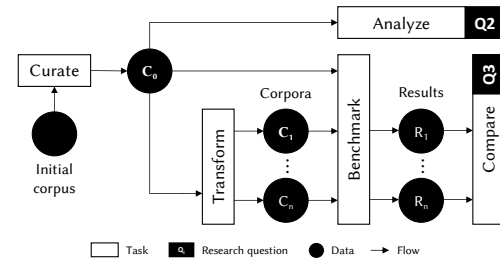 Analyze
Q2
Curate
C₀
Q3
Corpora
Results
Initial
corpus
Transform
C₁
Cₙ
Benchmark
R₁
Rₙ
Compare
Task
Qᵢ
Research question
Data
Flow